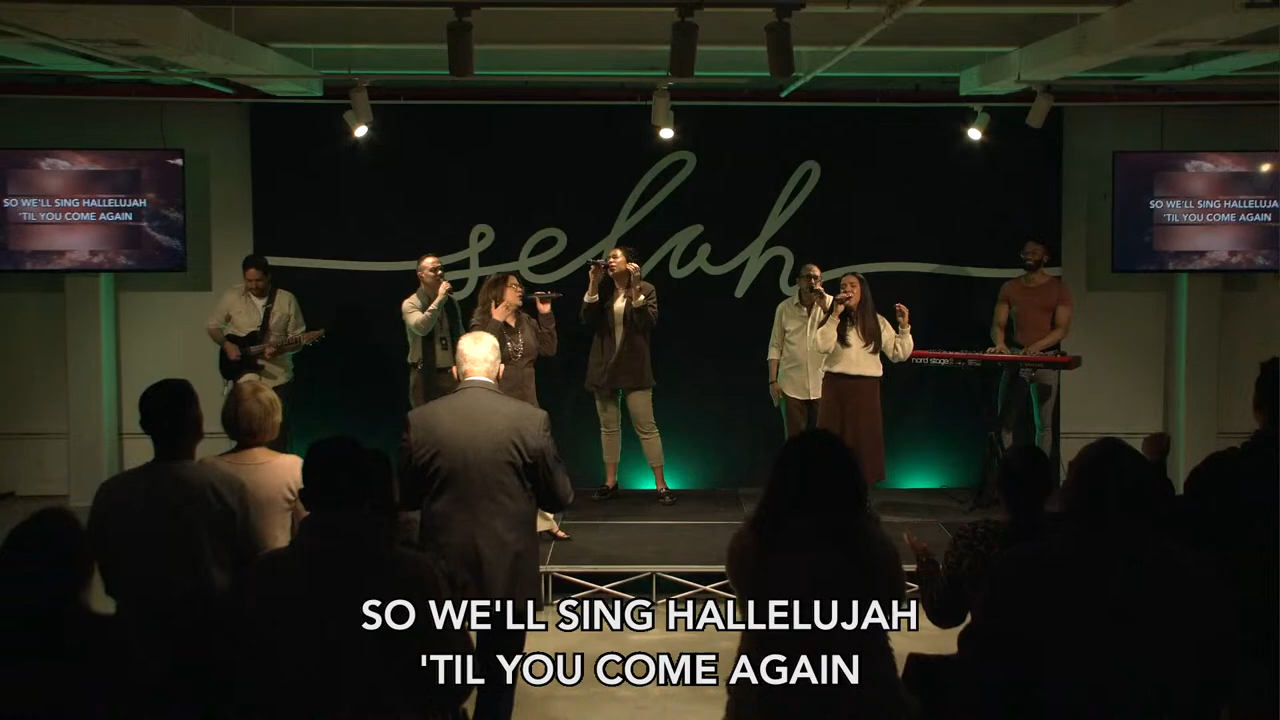 selah
SO WE'LL SING HALLELUJAH
'TIL YOU COME AGAIN
SO WE'LL SING HALLELUJA
'TIL YOU COME AGAIN
nord stage
SO WE'LL SING HALLELUJAH
'TIL YOU COME AGAIN